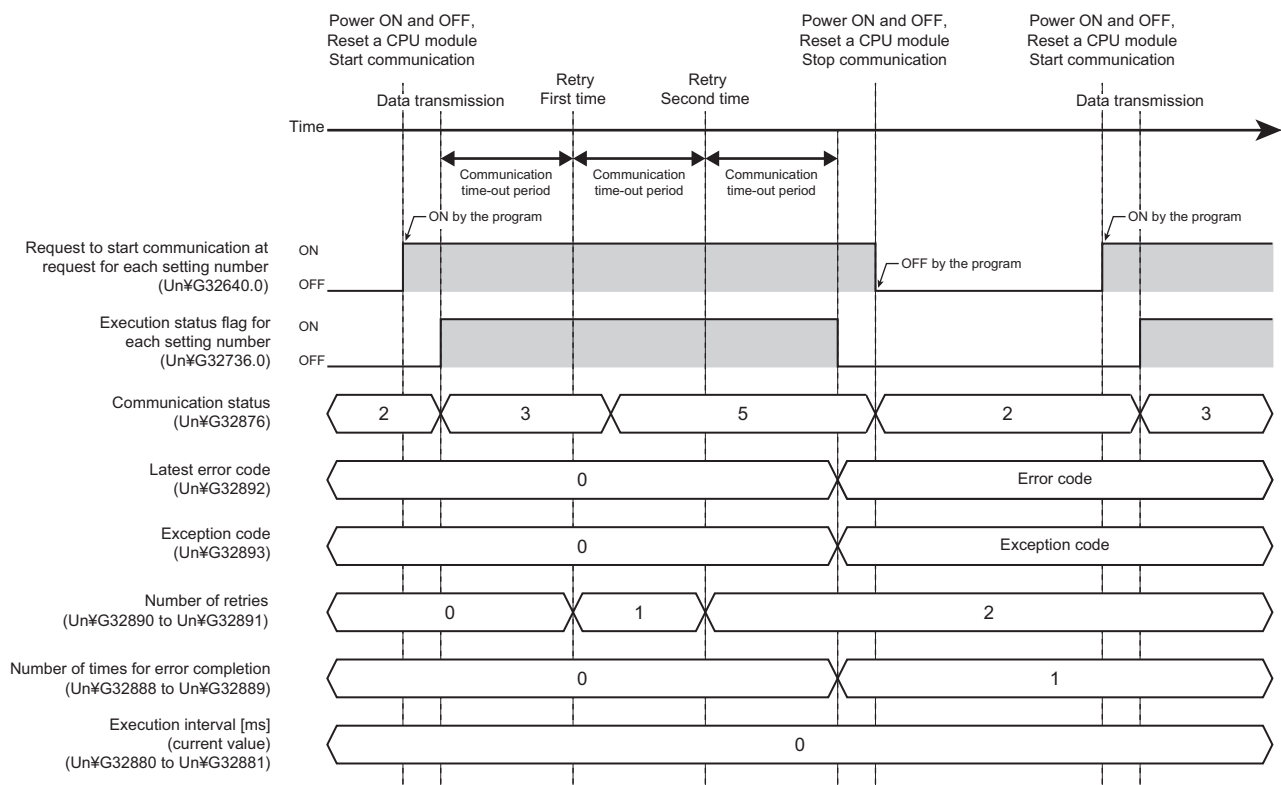 Power ON and OFF,
Reset a CPU module
Start communication
Power ON and OFF,
Reset a CPU module
Stop communication
Power ON and OFF,
Reset a CPU module
Start communication
Data transmission
Retry
First time
Retry
Second time
Data transmission
Time
Communication
time-out period
Communication
time-out period
Communication
time-out period
ON by the program
ON by the program
Request to start communication at
request for each setting number
(Un¥G32640.0)
ON
OFF
OFF by the program
Execution status flag for
each setting number
(Un¥G32736.0)
ON
OFF
Communication status
(Un¥G32876)
2
3
5
2
3
Latest error code
(Un¥G32892)
0
Error code
Exception code
(Un¥G32893)
0
Exception code
Number of retries
(Un¥G32890 to Un¥G32891)
0
1
2
Number of times for error completion
(Un¥G32888 to Un¥G32889)
0
1
Execution interval [ms]
(current value)
(Un¥G32880 to Un¥G32881)
0